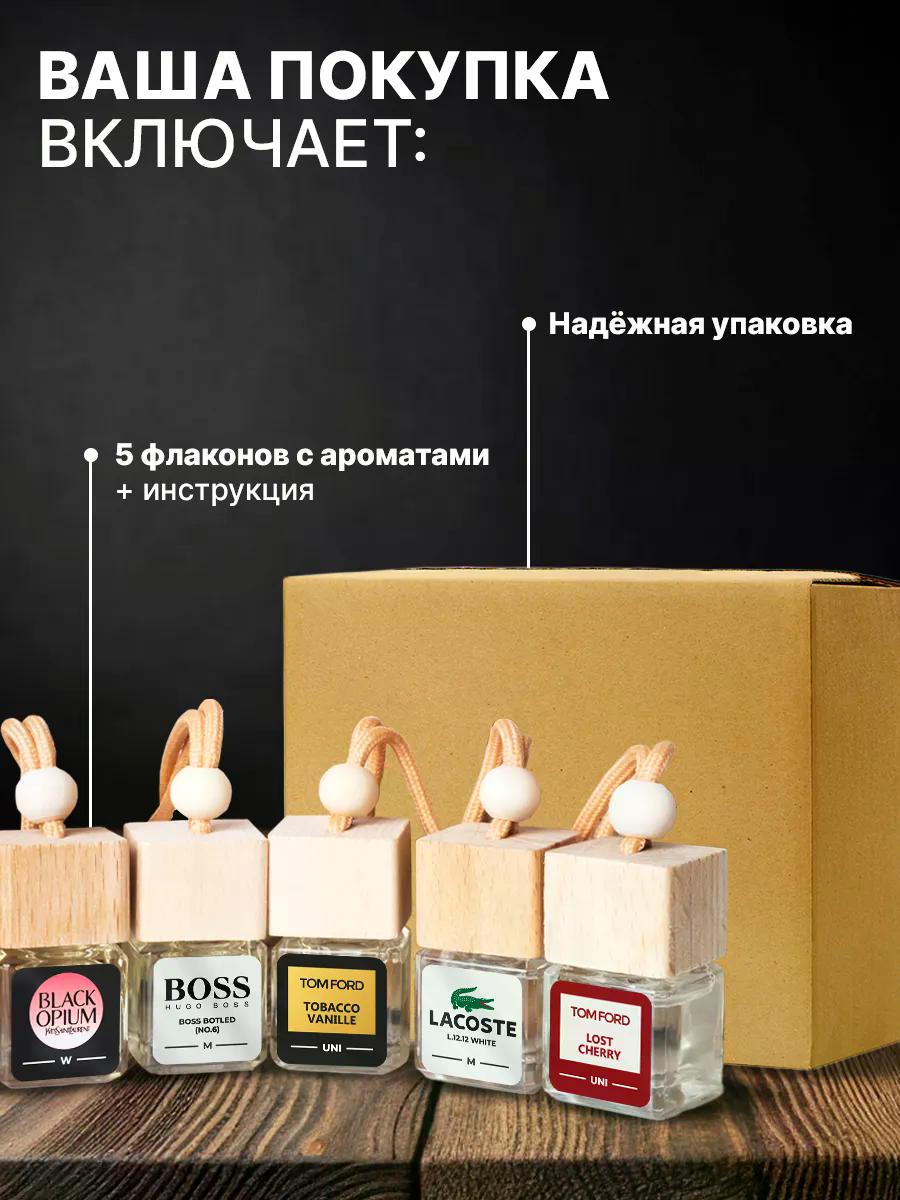 ВАША ПОКУПКА
ВКЛЮЧАЕТ:
Надёжная упаковка
5 флаконов с ароматами
+ инструкция
BLACK
OPIUM
YVESSAINTLAURENT
W
BOSS
HUGO BOSS
BOSS BOTLED
(NO.6)
M
TOM FORD
TOBACCO
VANILLE
UNI
LACOSTE
L.12.12 WHITE
M
TOM FORD
LOST
CHERRY
UNI